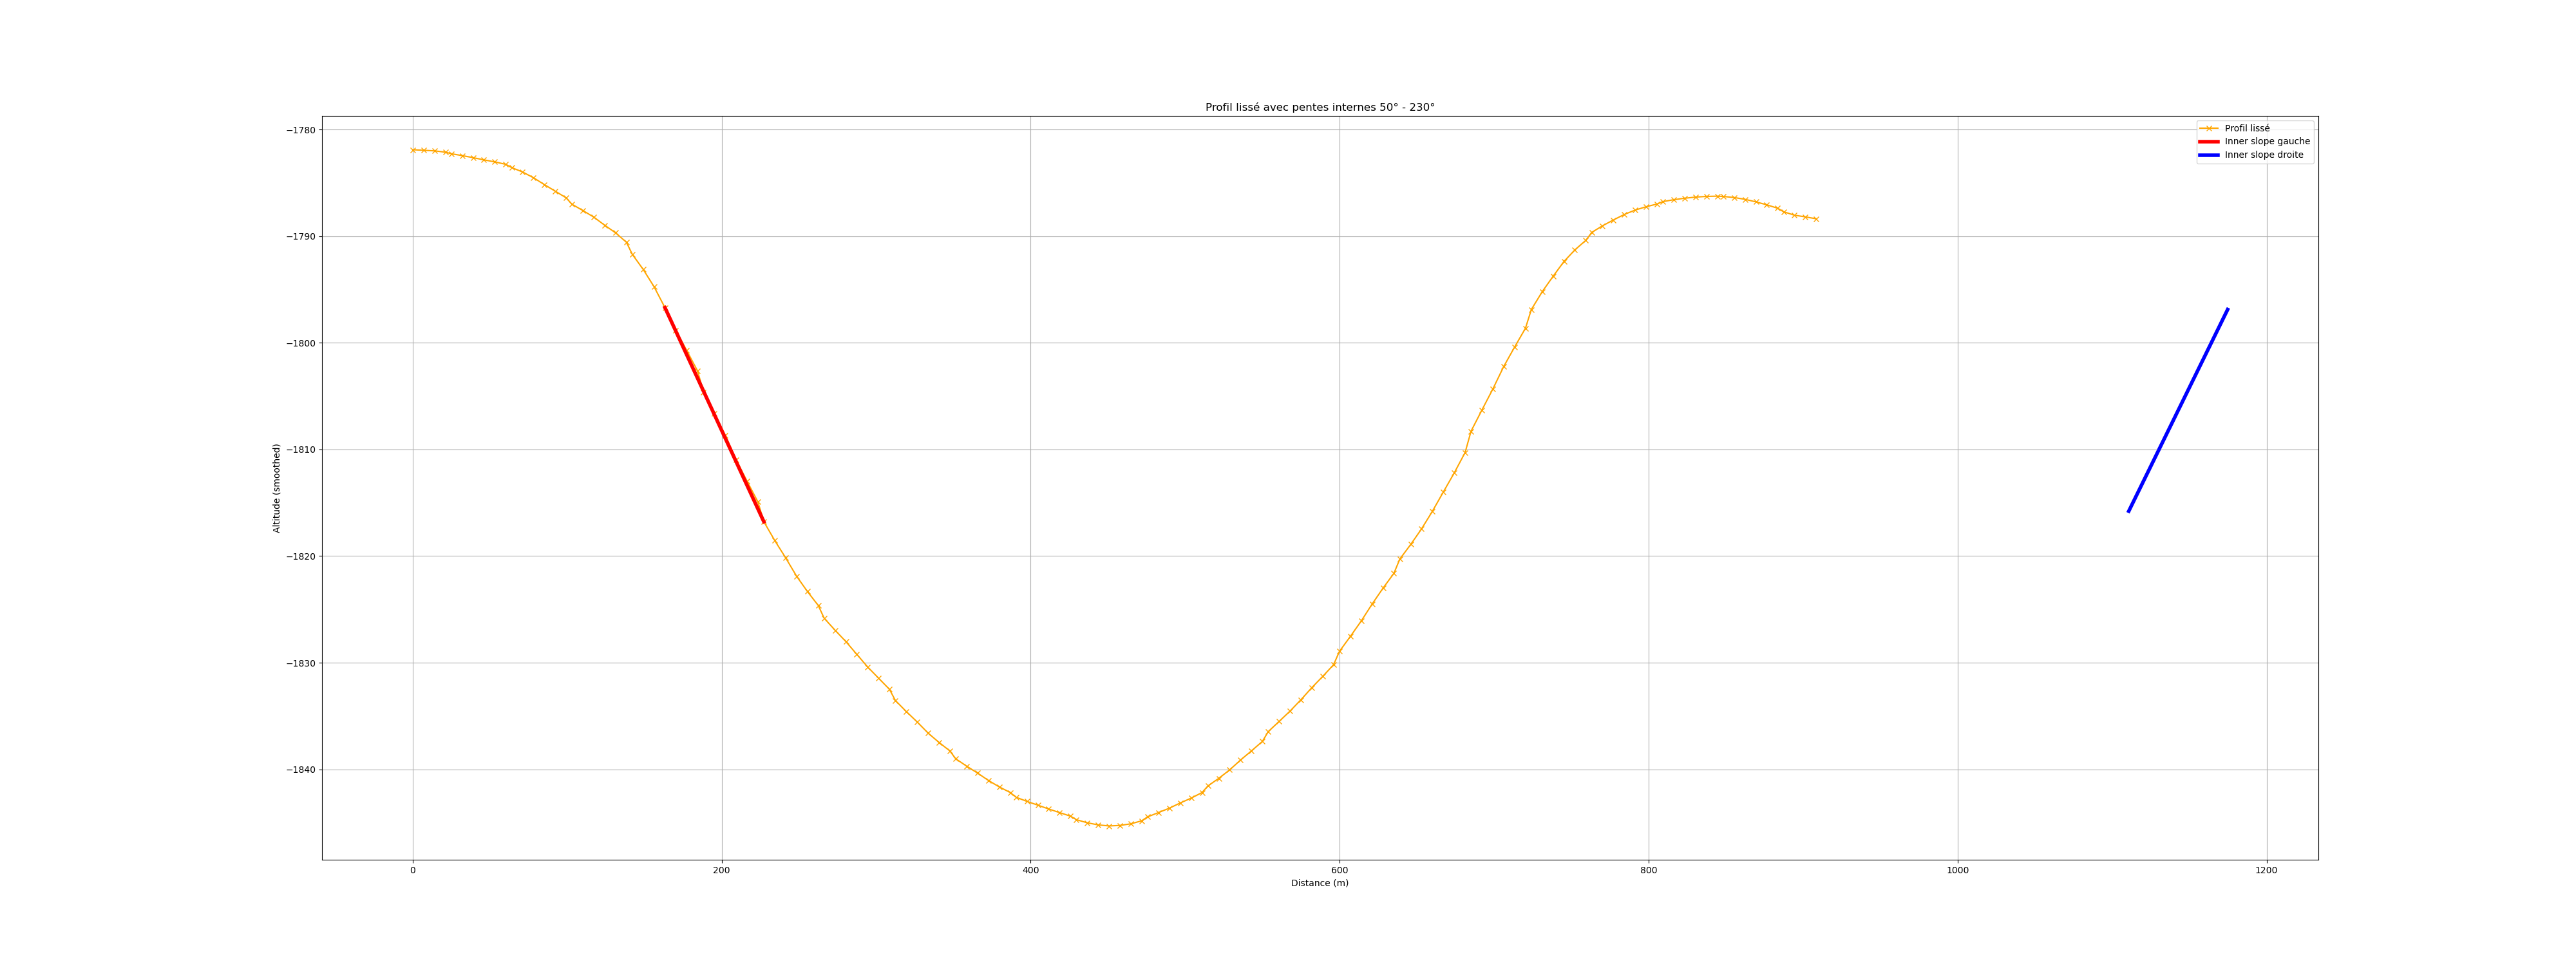 Profil lissé avec pentes internes 50° - 230°
Profil lissé
Inner slope gauche
Inner slope droite
Altitude (smoothed)
−1780
−1790
−1800
−1810
−1820
−1830
−1840
0
200
400
600
800
1000
1200
Distance (m)